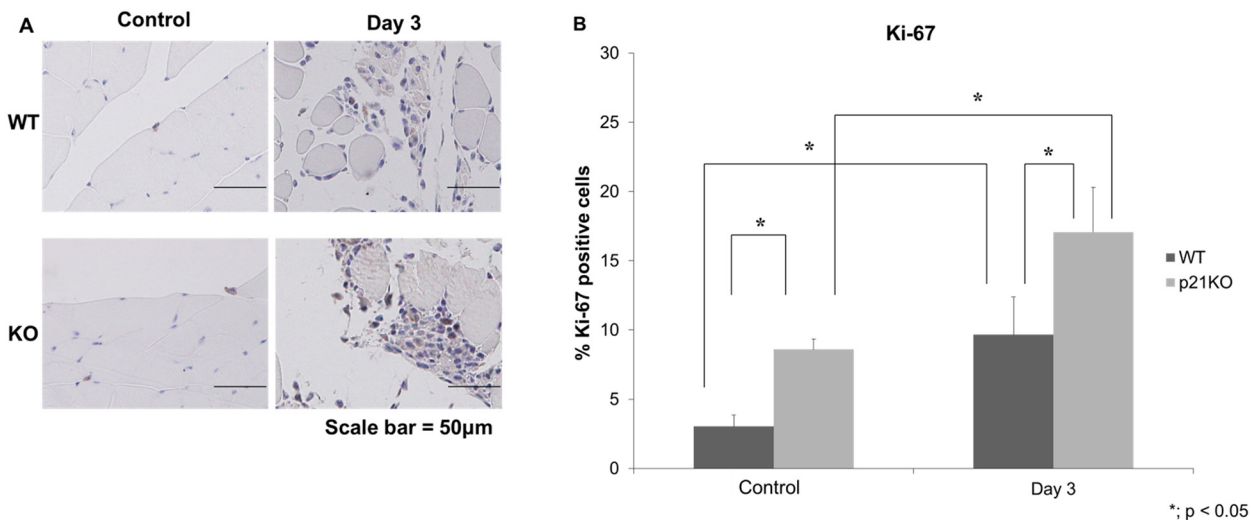 A
Control
Day 3
WT
KO
Scale bar = 50μm
B
Ki-67
% Ki-67 positive cells
30
25
20
15
10
5
0
*
*
*
*
Control
Day 3
WT
p21KO
*; p < 0.05